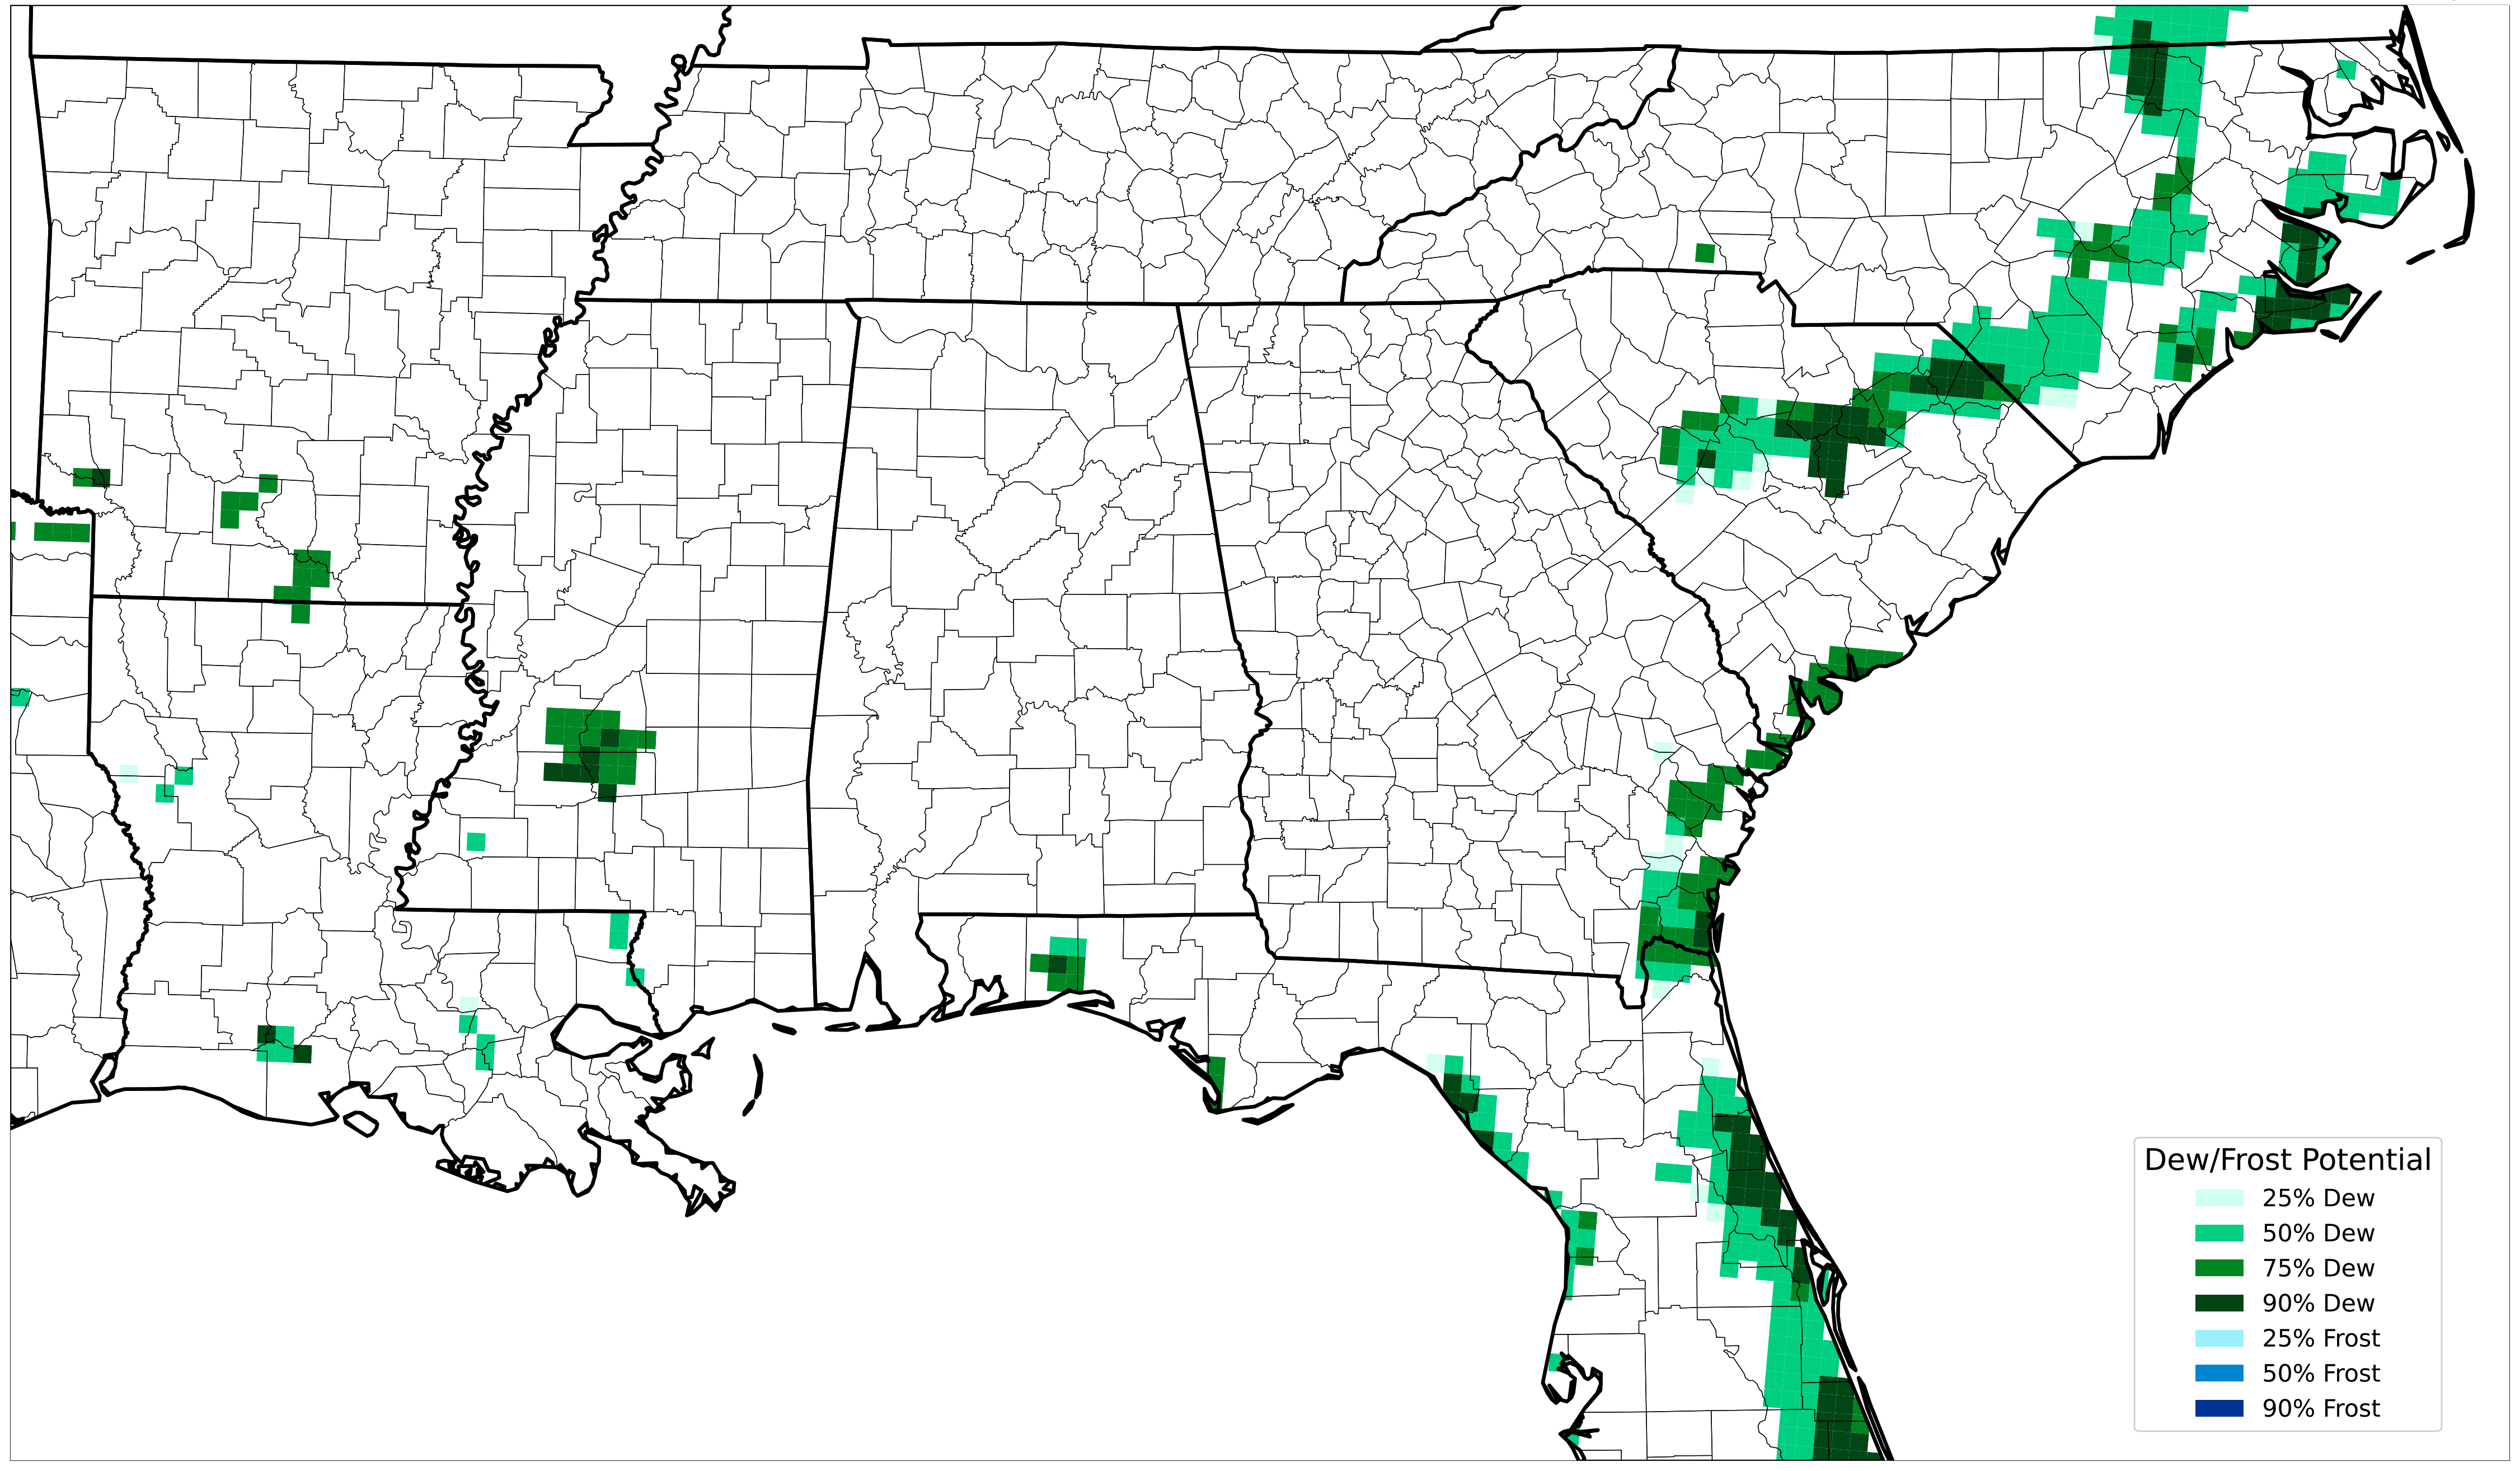 Dew/Frost Potential
25% Dew
50% Dew
75% Dew
90% Dew
25% Frost
50% Frost
90% Frost